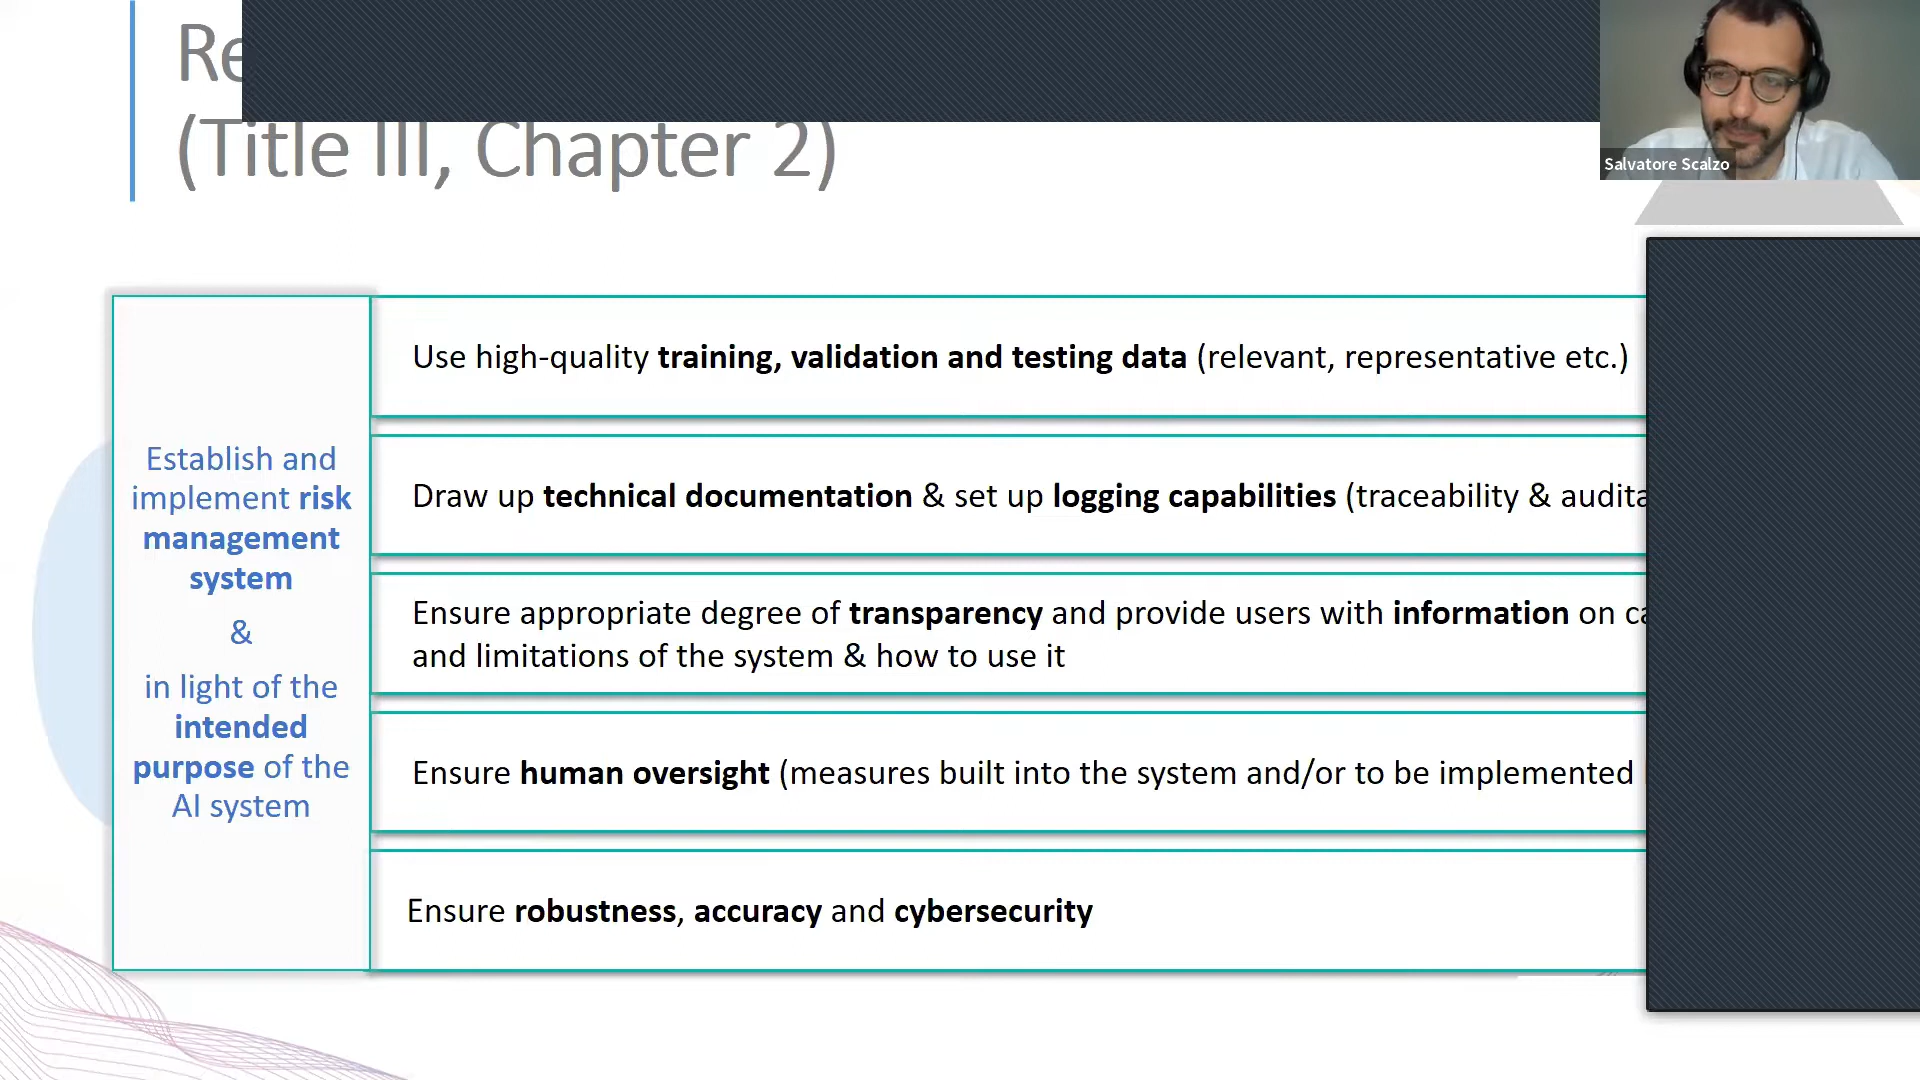 (Title III, Chapter 2)
Salvatore Scalzo
Establish and
implement risk
management
system
&
in light of the
intended
purpose of the
AI system
Use high-quality training, validation and testing data (relevant, representative etc.)
Draw up technical documentation & set up logging capabilities (traceability &
Ensure appropriate degree of transparency and provide users with information on
and limitations of the system & how to use it
Ensure human oversight (measures built into the system and/or to be implemented
Ensure robustness, accuracy and cybersecurity